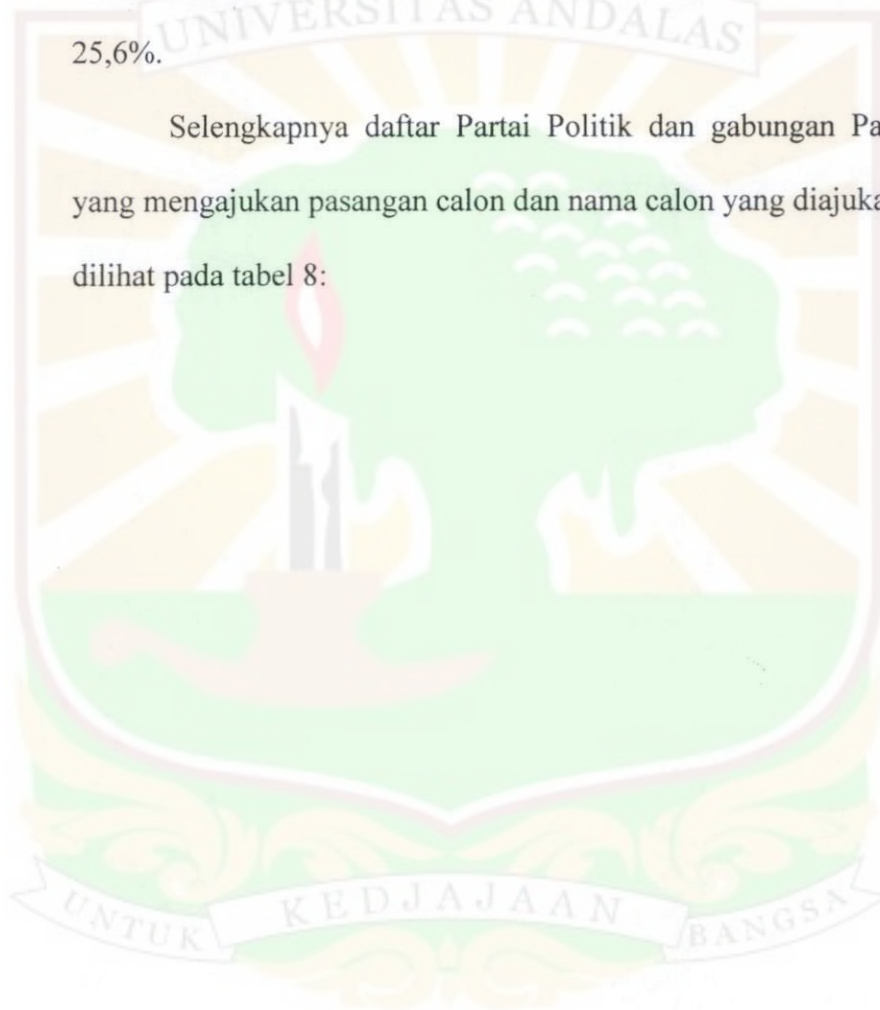 UNIVERSITAS ANDALAS
25,6%.
Selengkapnya daftar Partai Politik dan gabungan Pa
yang mengajukan pasangan calon dan nama calon yang diajuka
dilihat pada tabel 8:
UNTUK KEDJAJAAN BANGSA